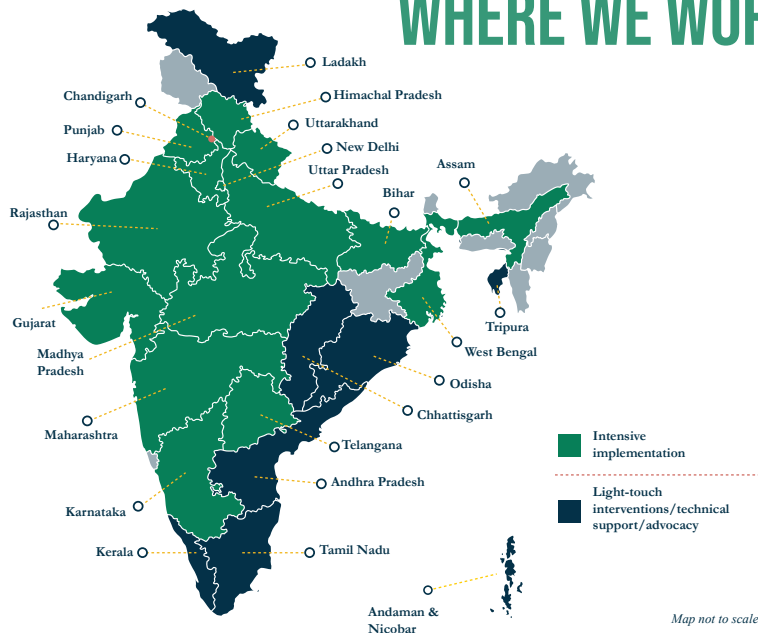 WHERE WE WOR
Ladakh
Chandigarh
Himachal Pradesh
Punjab
Uttarakhand
Haryana
New Delhi
Uttar Pradesh
Assam
Bihar
Rajasthan
Gujarat
Tripura
Madhya
Pradesh
West Bengal
Odisha
Chhattisgarh
Maharashtra
Telangana
Andhra Pradesh
Karnataka
Kerala
Tamil Nadu
Intensive
implementation
Light-touch
interventions/technical
support/advocacy
Andaman &
Nicobar
Map not to scale